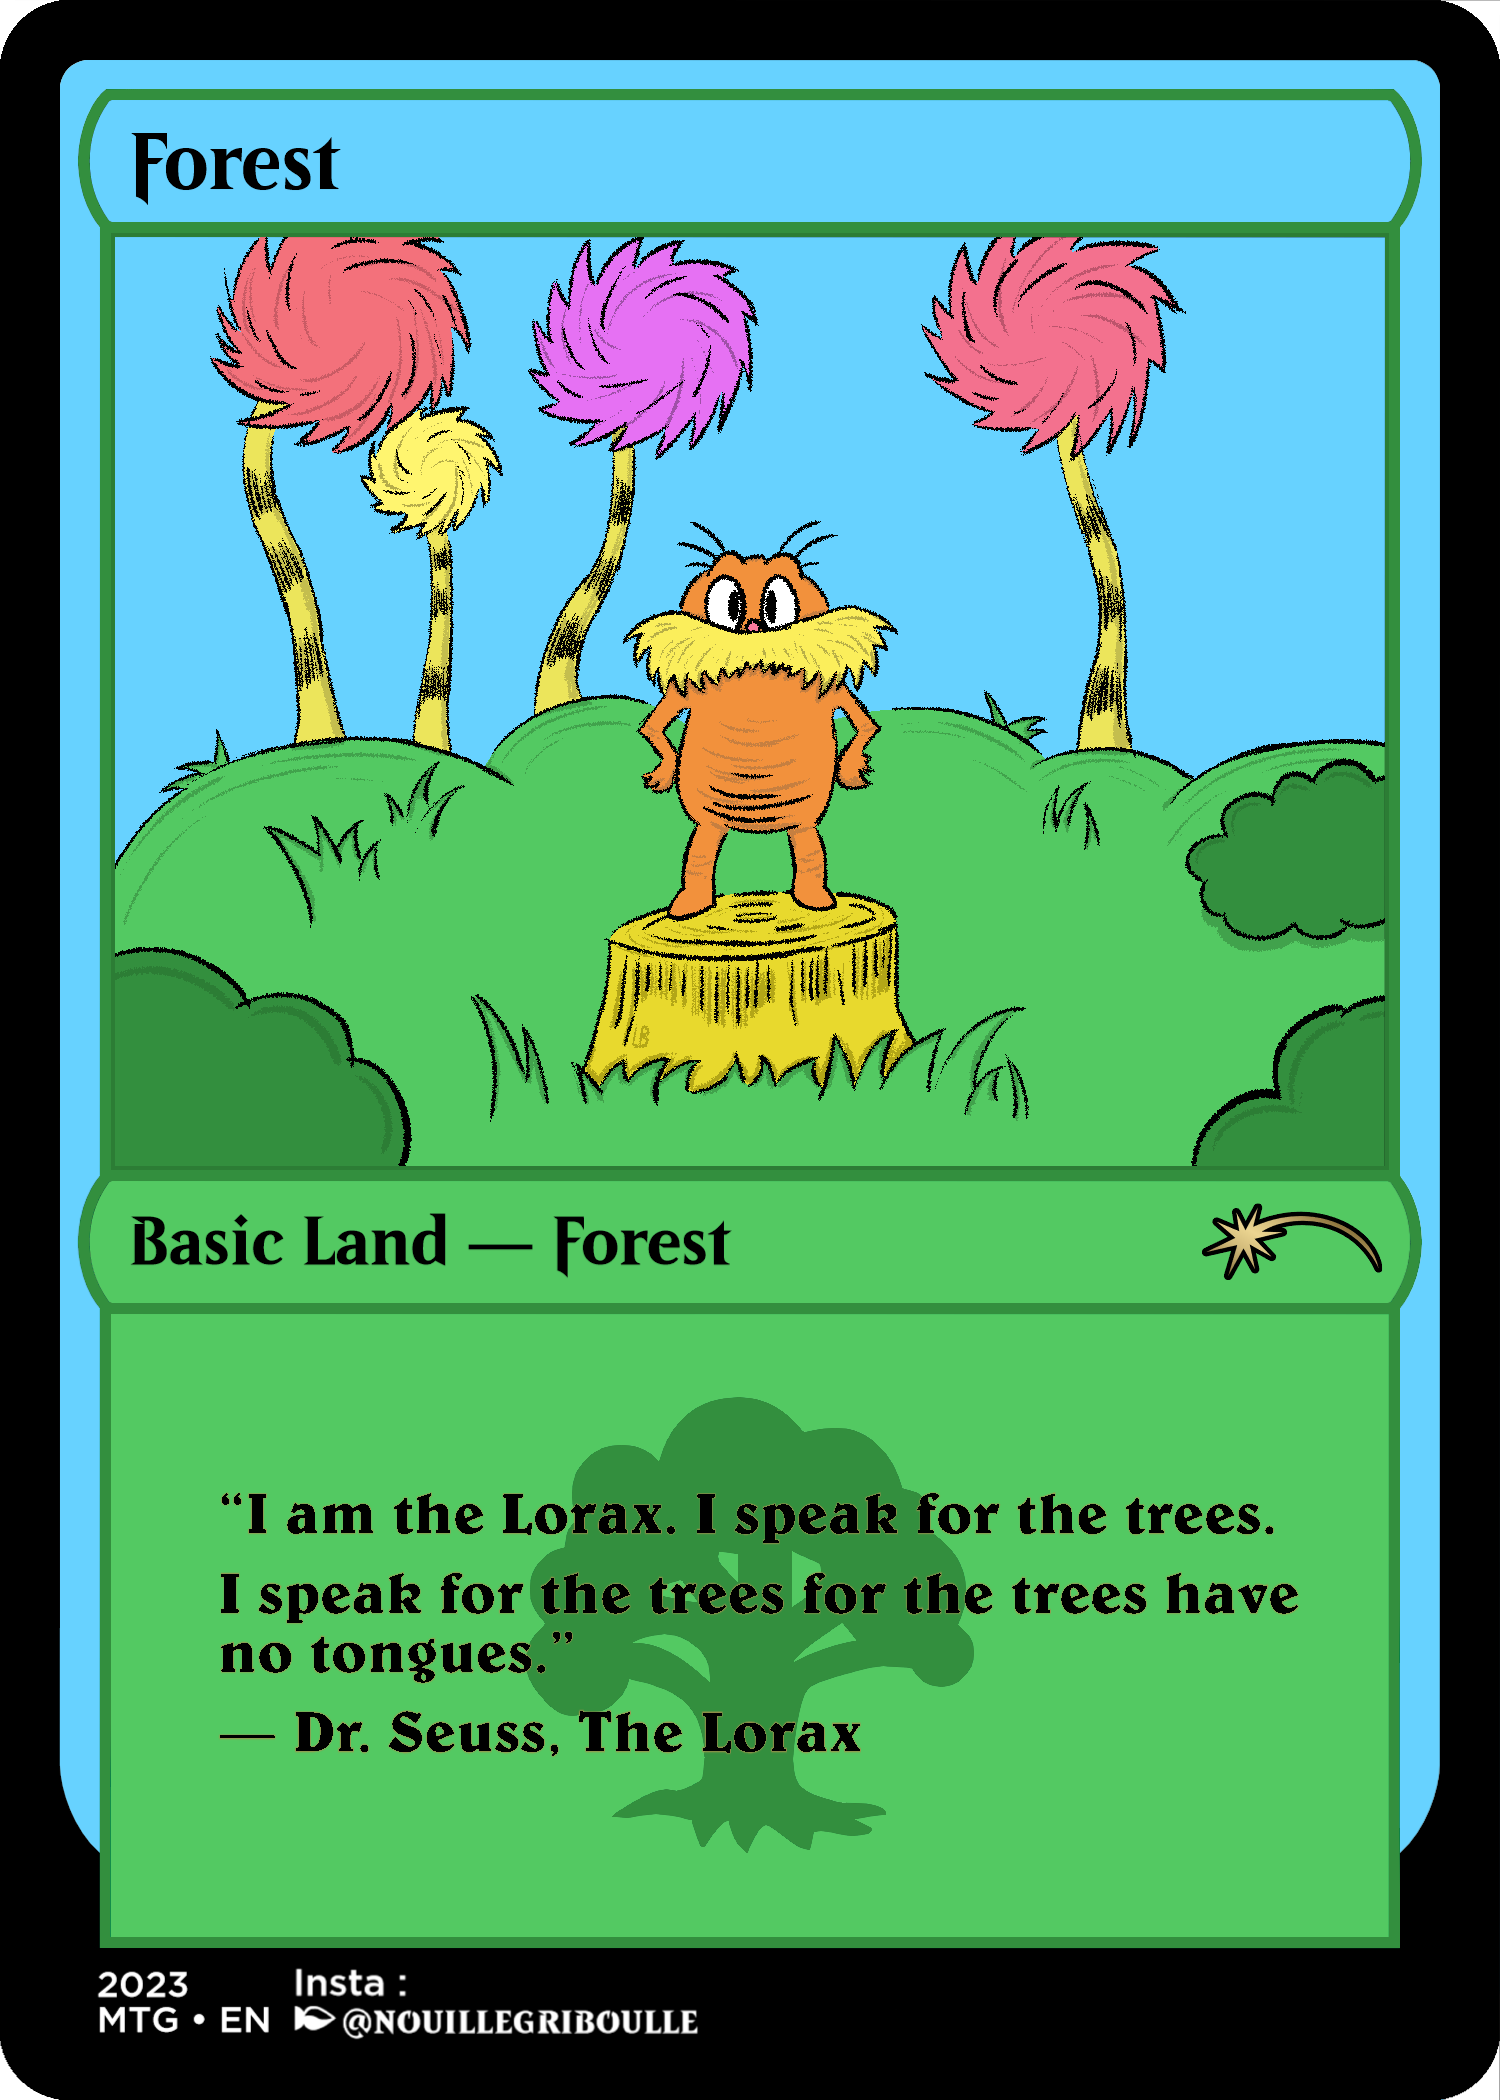 Forest
LB
Basic Land — Forest
“I am the Lorax. I speak for the trees.
I speak for the trees for the trees have
no tongues.”
— Dr. Seuss, The Lorax
2023 Insta :
MTG • EN @NOUILLEGRIBOULLE